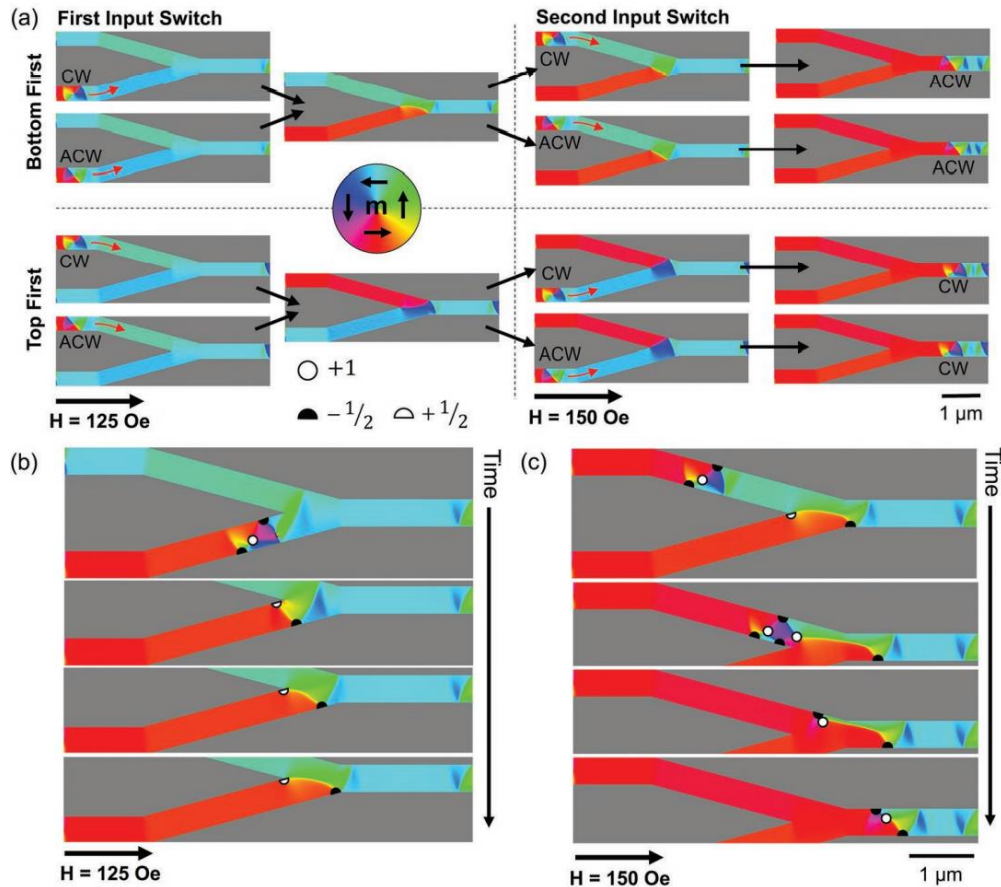 (a)
First Input Switch
Second Input Switch
Bottom First
CW
ACW
CW
ACW
ACW
ACW
m
Top First
CW
ACW
CW
ACW
CW
CW
+1
−1/2 +1/2
H = 125 Oe
H = 150 Oe
1 μm
(b)
Time
H = 125 Oe
(c)
Time
H = 150 Oe
1 μm